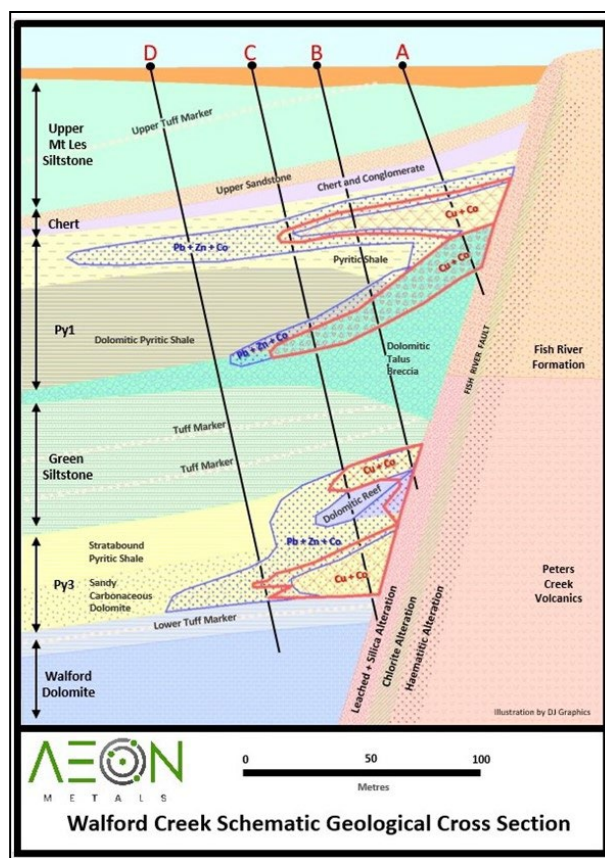 D
C
B
A
Upper Tuff Marker
Upper
Mt Les
Siltstone
Upper Sandstone
Chert and Conglomerate
Chert
Cu + Co
Pb + Zn + Co
Pyritic Shale
Cu + Co
Py1
Dolomitic Pyritic Shale
Pb + Zn + Co
Dolomitic
Talus
Breccia
FISH RIVER FAULT
Fish River
Formation
Green
Siltstone
Tuff Marker
Tuff Marker
Cu + Co
Dolomitic Reef
Pb + Zn + Co
Stratabound
Pyritic Shale
Py3
Sandy
Carbonaceous
Dolomite
Cu + Co
Peters
Creek
Volcanics
Lower Tuff Marker
Walford
Dolomite
Leached + Silica Alteration
Chlorite Alteration
Haematitic Alteration
Illustration by DJ Graphics
AEON
METALS
0 50 100
Metres
Walford Creek Schematic Geological Cross Section